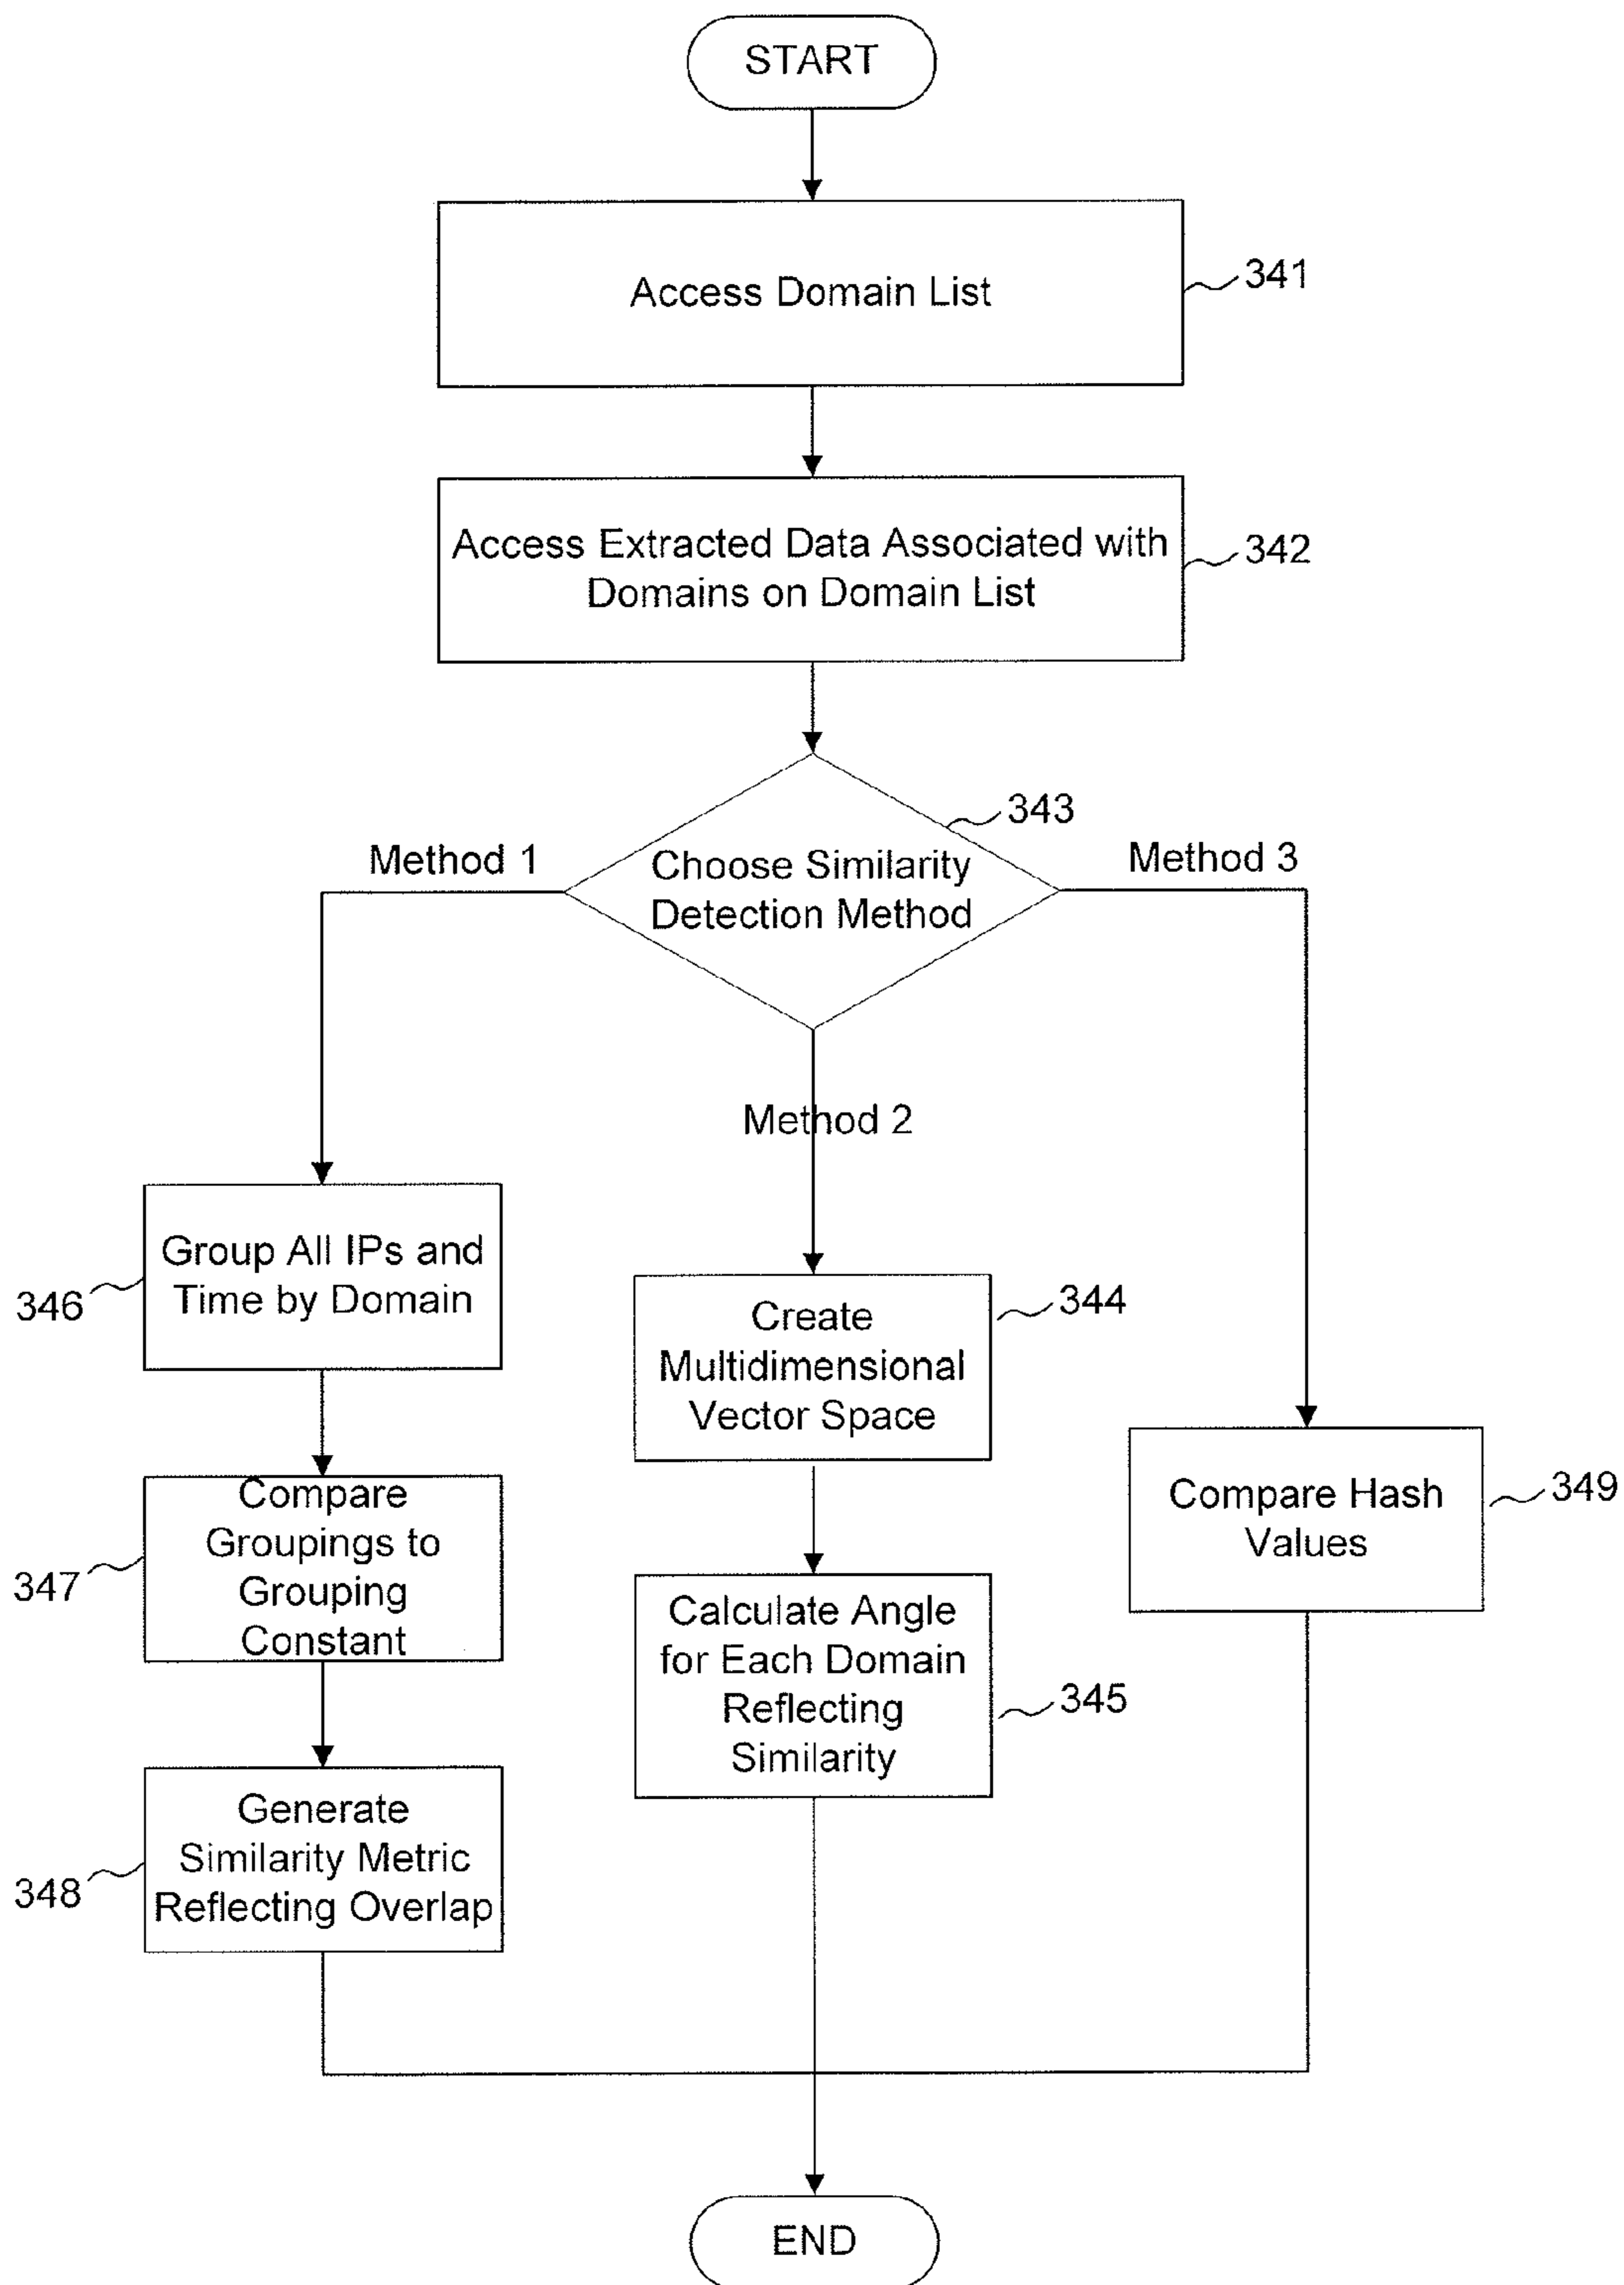 START
Access Domain List
341
Access Extracted Data Associated with
Domains on Domain List
342
343
Choose Similarity
Detection Method
Method 1
Method 3
Method 2
Group All IPs and
Time by Domain
346
Create
Multidimensional
Vector Space
344
Compare
Groupings to
Grouping
Constant
347
Compare Hash
Values
349
Calculate Angle
for Each Domain
Reflecting
Similarity
345
Generate
Similarity Metric
Reflecting Overlap
348
END